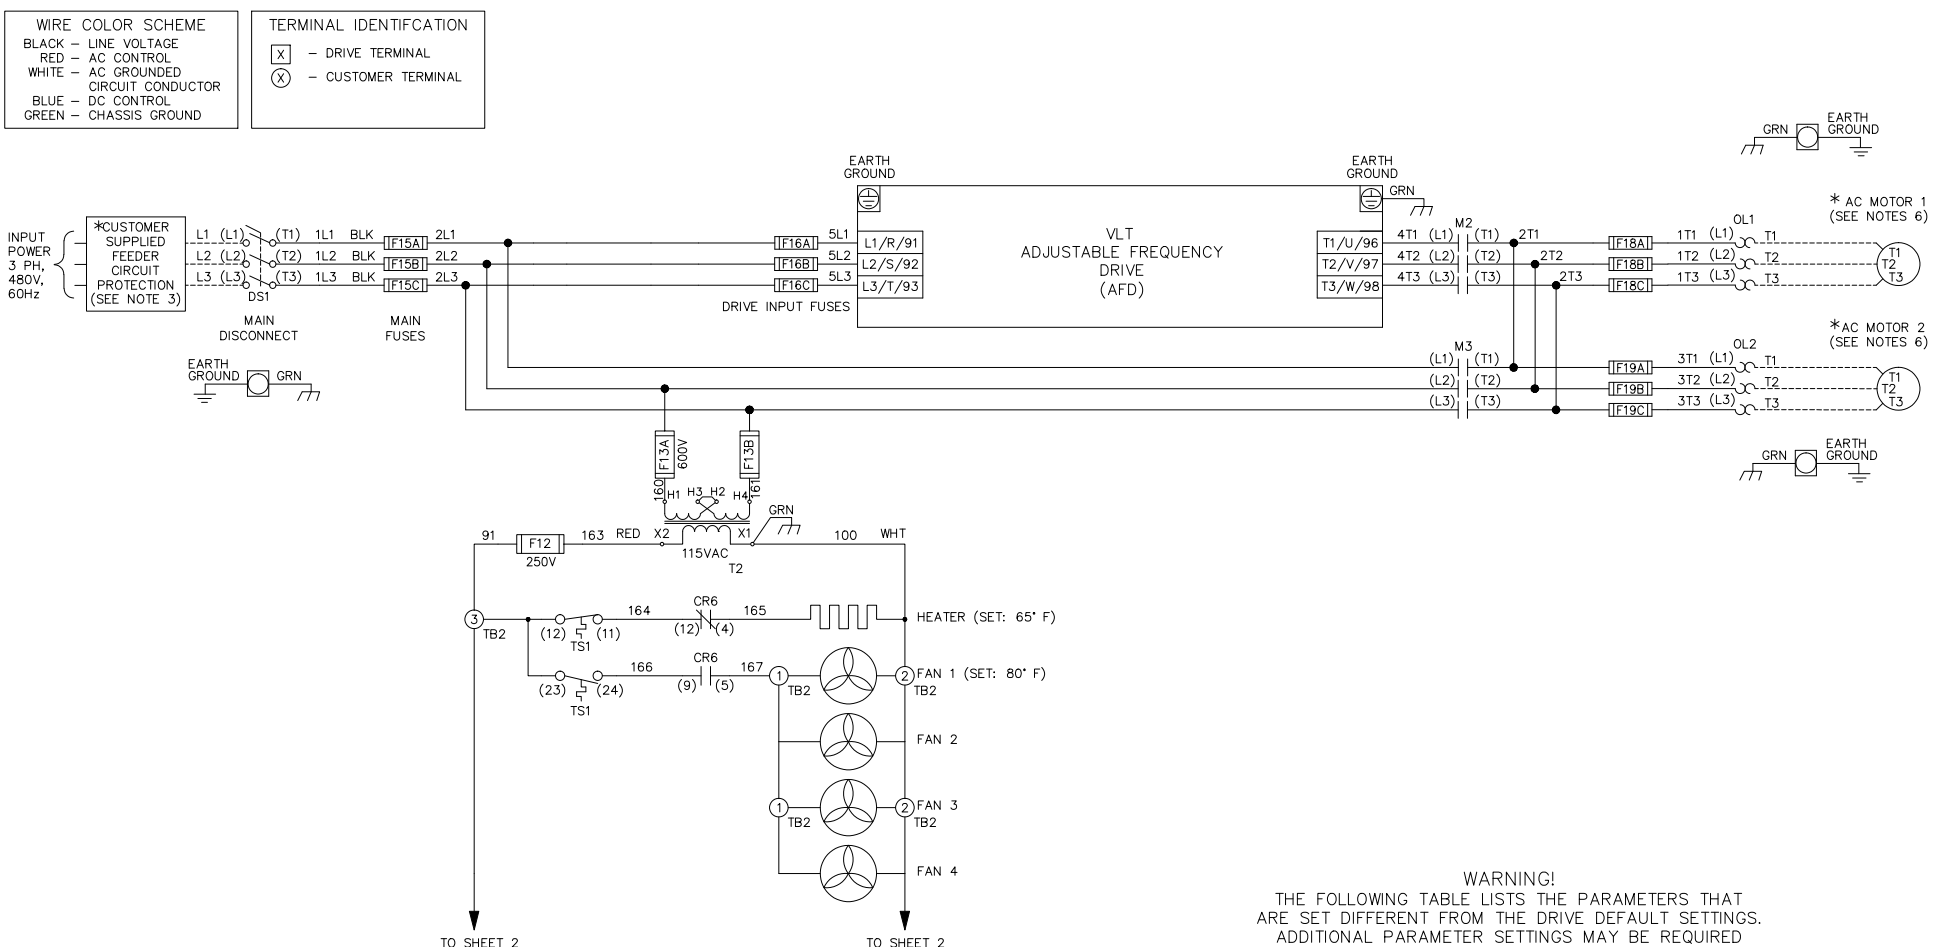 WIRE COLOR SCHEME
BLACK – LINE VOLTAGE
RED – AC CONTROL
WHITE – AC GROUNDED
CIRCUIT CONDUCTOR
BLUE – DC CONTROL
GREEN – CHASSIS GROUND
TERMINAL IDENTIFCATION
X – DRIVE TERMINAL
X – CUSTOMER TERMINAL
INPUT
POWER
3 PH,
480V,
60Hz
*CUSTOMER
SUPPLIED
FEEDER
CIRCUIT
PROTECTION
(SEE NOTE 3)
L1 (L1) (T1) 1L1 BLK F15A 2L1
L2 (L2) (T2) 1L2 BLK F15B 2L2
L3 (L3) (T3) 1L3 BLK F15C 2L3
DS1
MAIN
DISCONNECT
MAIN
FUSES
EARTH
GROUND GRN
F16A 5L1 L1/R/91
F16B 5L2 L2/S/92
F16C 5L3 L3/T/93
DRIVE INPUT FUSES
EARTH
GROUND
VLT
ADJUSTABLE FREQUENCY
DRIVE
(AFD)
EARTH
GROUND
GRN
M2
T1/U/96 4T1 (L1) (T1) 2T1 F18A 1T1 (L1) T1
T2/V/97 4T2 (L2) (T2) 2T2 F18B 1T2 (L2) T2
T3/W/98 4T3 (L3) (T3) 2T3 F18C 1T3 (L3) T3
OL1
GRN EARTH
GROUND
* AC MOTOR 1
(SEE NOTES 6)
T1
T2
T3
M3
(L1) (T1) F19A 3T1 (L1) T1
(L2) (T2) F19B 3T2 (L2) T2
(L3) (T3) F19C 3T3 (L3) T3
OL2
*AC MOTOR 2
(SEE NOTES 6)
T1
T2
T3
GRN EARTH
GROUND
F13A 600V F13B
160 H1 H3 H2 H4 161
GRN
91 F12 163 RED X2 X1 100 WHT
250V
115VAC
T2
3 TB2
(12) (11) 164 CR6 (12) (4) 165 HEATER (SET: 65° F)
TS1
(23) (24) 166 CR6 (9) (5) 167 1 2 FAN 1 (SET: 80° F)
TS1 TB2 TB2
FAN 2
1 2 FAN 3
TB2 TB2
FAN 4
TO SHEET 2 TO SHEET 2
WARNING!
THE FOLLOWING TABLE LISTS THE PARAMETERS THAT
ARE SET DIFFERENT FROM THE DRIVE DEFAULT SETTINGS.
ADDITIONAL PARAMETER SETTINGS MAY BE REQUIRED